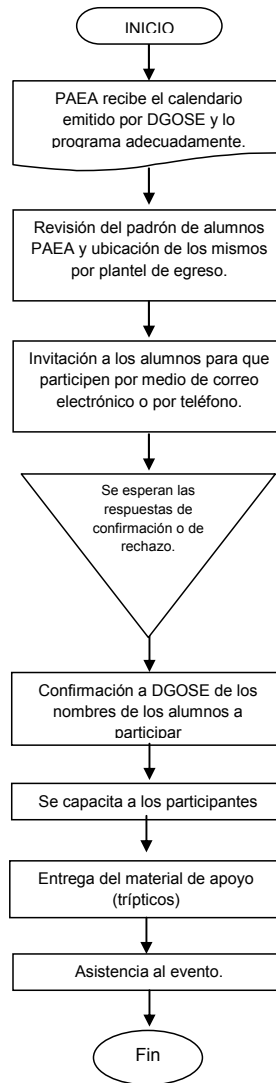 INICIO
PAEA recibe el calendario
emitido por DGOSE y lo
programa adecuadamente.
Revisión del padrón de alumnos
PAEA y ubicación de los mismos
por plantel de egreso.
Invitación a los alumnos para que
participen por medio de correo
electrónico o por teléfono.
Se esperan las
respuestas de
confirmación o de
rechazo.
Confirmación a DGOSE de los
nombres de los alumnos a
participar
Se capacita a los participantes
Entrega del material de apoyo
(trípticos)
Asistencia al evento.
Fin